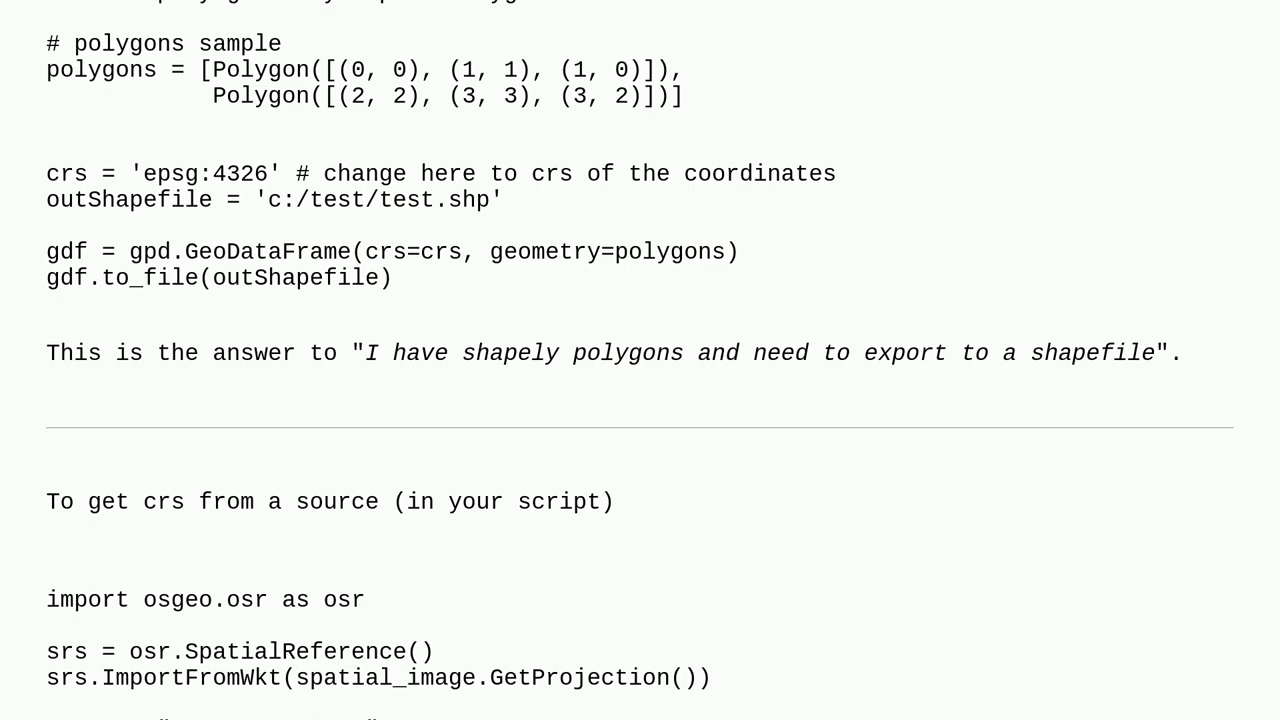 # polygons sample
polygons = [Polygon([(0, 0), (1, 1), (1, 0)]),
Polygon([(2, 2), (3, 3), (3, 2)])]
crs = 'epsg:4326' # change here to crs of the coordinates
outShapefile = 'c:/test/test.shp'
gdf = gpd.GeoDataFrame(crs=crs, geometry=polygons)
gdf.to_file(outShapefile)
This is the answer to "I have shapely polygons and need to export to a shapefile".
To get crs from a source (in your script)
import osgeo.osr as osr
srs = osr.SpatialReference()
srs.ImportFromWkt(spatial_image.GetProjection())